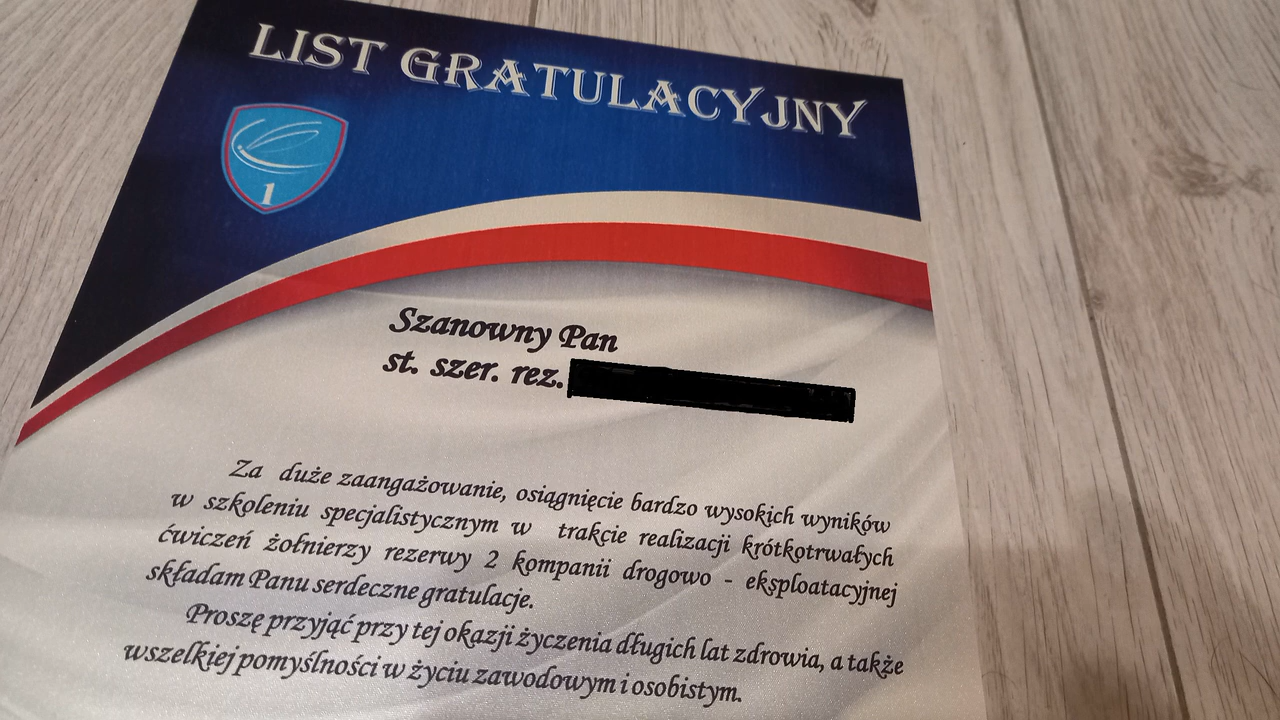 LIST GRATULACYJNY
1
Szanowny Pan
st. szer. rez.
Za duże zaangażowanie, osiągnięcie bardzo wysokich wyników
w szkoleniu specjalistycznym w trakcie realizacji krótkotrwałych
ćwiczeń żołnierzy rezerwy 2 kompanii drogowo - eksploatacyjnej
składam Panu serdeczne gratulacje.
Proszę przyjąć przy tej okazji życzenia długich lat zdrowia, a także
wszelkiej pomyślności w życiu zawodowym i osobistym.